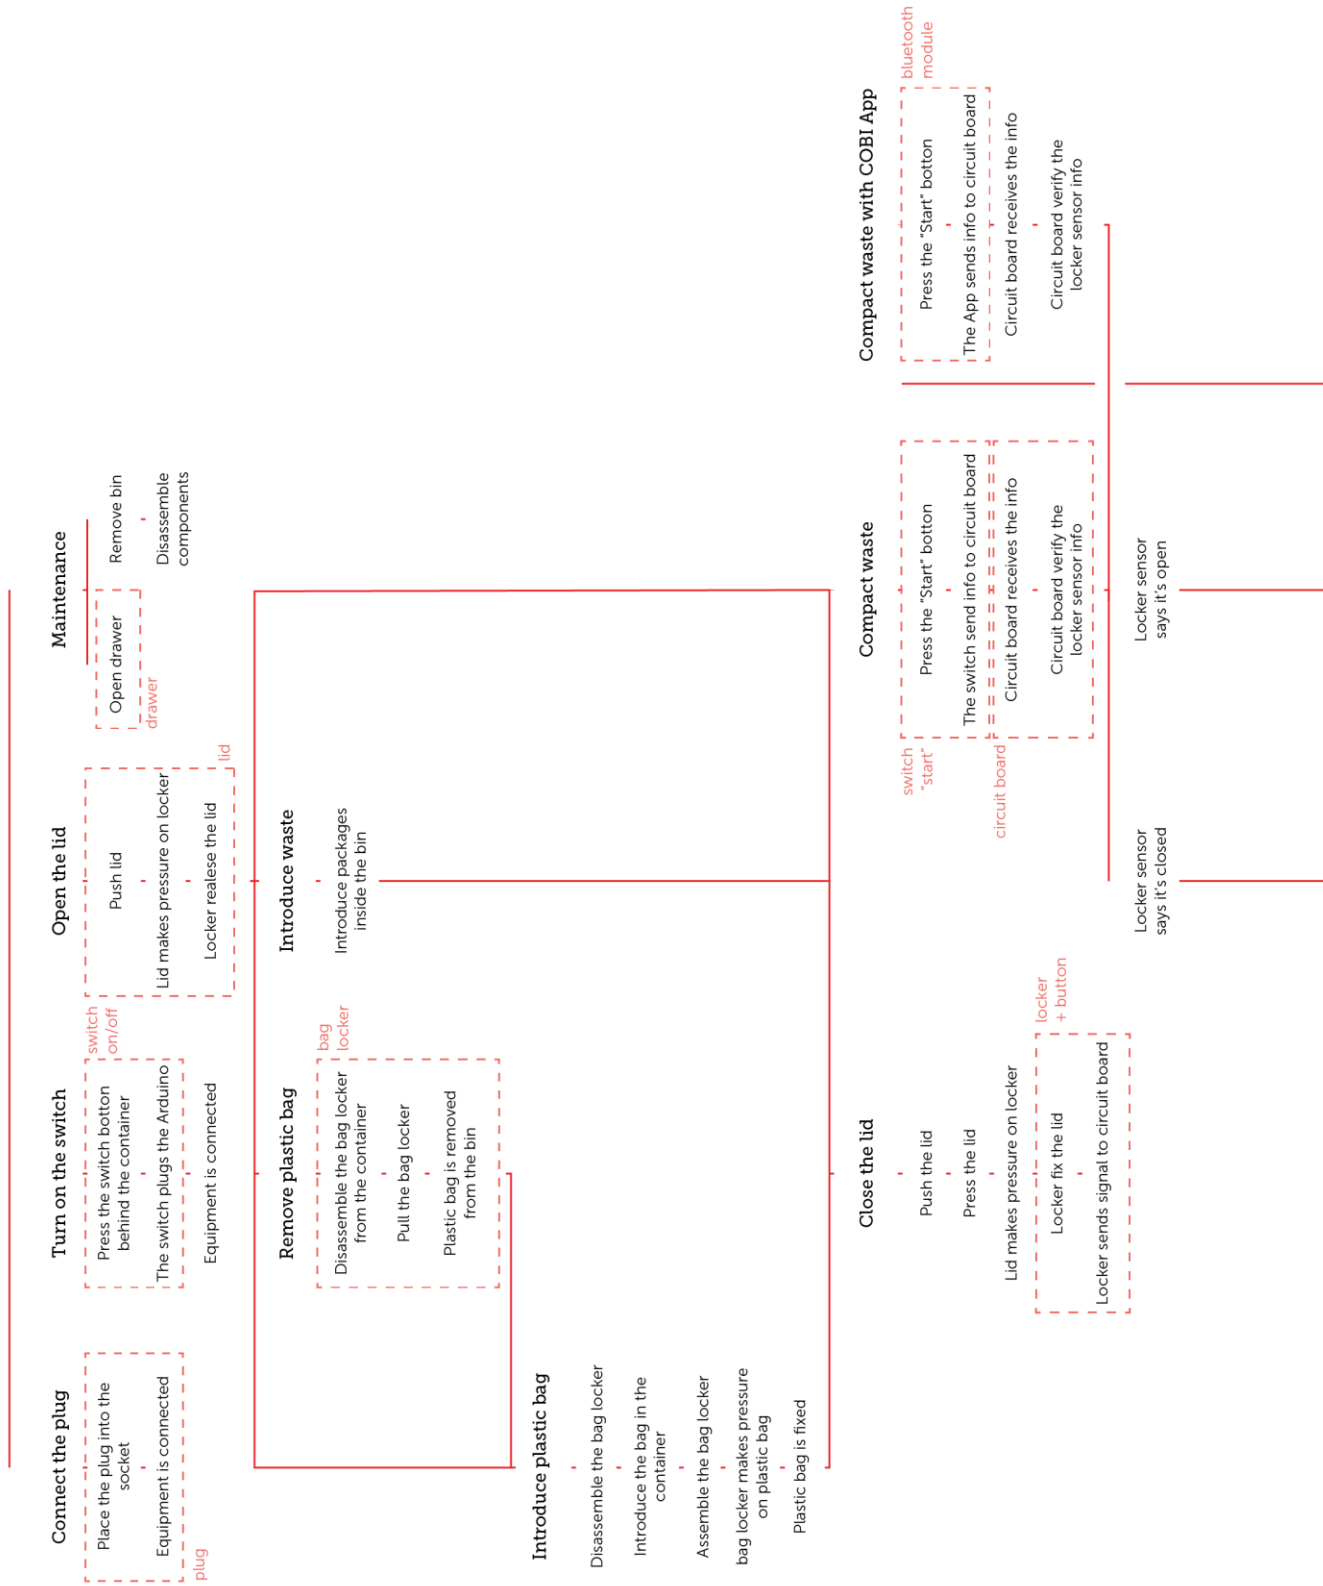 Connect the plug
Place the plug into the
socket
Equipment is connected
plug
Turn on the switch
switch
on/off
Press the switch botton
behind the container
The switch plugs the Arduino
Equipment is connected
Open the lid
Push lid
Lid makes pressure on locker
Locker realese the lid
lid
Maintenance
Open drawer
drawer
Remove bin
Disassemble
components
Remove plastic bag
bag
locker
Disassemble the bag locker
from the container
Pull the bag locker
Plastic bag is removed
from the bin
Introduce waste
Introduce packages
inside the bin
Introduce plastic bag
Disassemble the bag locker
Introduce the bag in the
container
Assemble the bag locker
bag locker makes pressure
on plastic bag
Plastic bag is fixed
Close the lid
Push the lid
Press the lid
Lid makes pressure on locker
locker
+ button
Locker fix the lid
Locker sends signal to circuit board
Compact waste
switch
"start"
Press the "Start" botton
The switch send info to circuit board
circuit board
Circuit board receives the info
Circuit board verify the
locker sensor info
Compact waste with COBI App
bluetooth
module
Press the "Start" botton
The App sends info to circuit board
Circuit board receives the info
Circuit board verify the
locker sensor info
Locker sensor
says it's closed
Locker sensor
says it's open